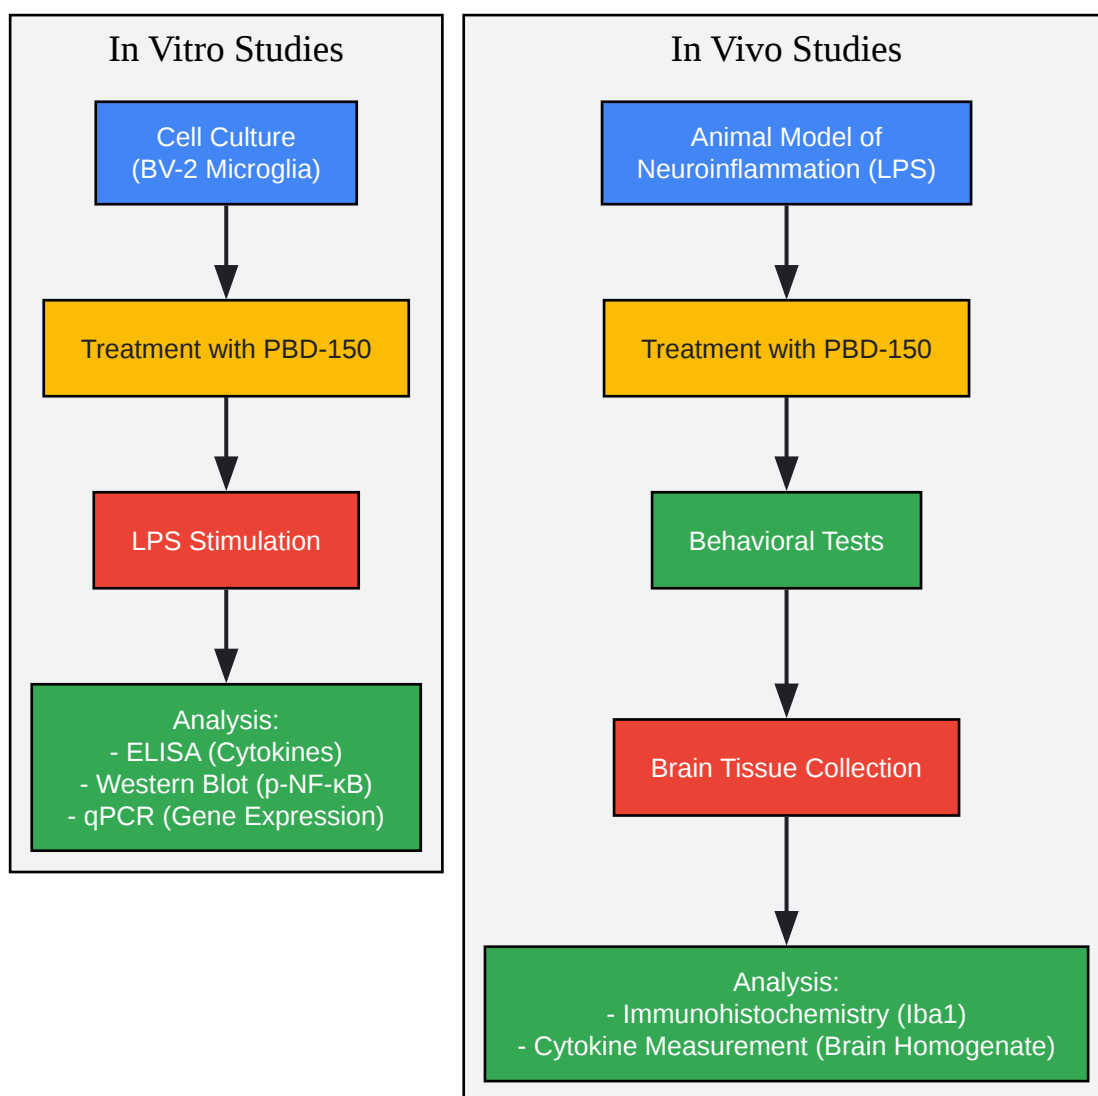 In Vitro Studies
Cell Culture
(BV-2 Microglia)
Treatment with PBD-150
LPS Stimulation
Analysis:
- ELISA (Cytokines)
- Western Blot (p-NF-κB)
- qPCR (Gene Expression)
In Vivo Studies
Animal Model of
Neuroinflammation (LPS)
Treatment with PBD-150
Behavioral Tests
Brain Tissue Collection
Analysis:
- Immunohistochemistry (Iba1)
- Cytokine Measurement (Brain Homogenate)